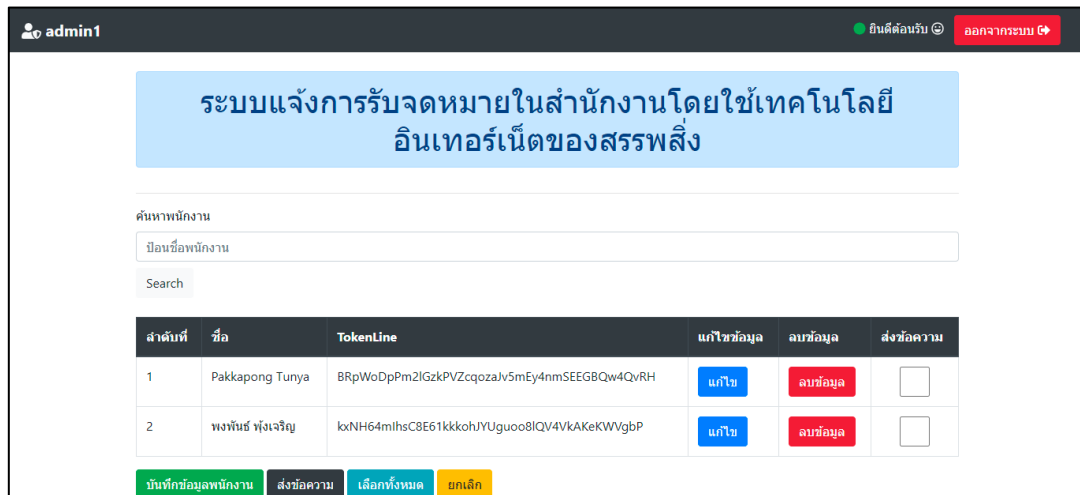 admin1
ยินดีต้อนรับ
ออกจากระบบ
ระบบแจ้งการรับจดหมายในสำนักงานโดยใช้เทคโนโลยี
อินเทอร์เน็ตของสรรพสิ่ง
ค้นหาพนักงาน
ป้อนชื่อพนักงาน
Search
ลำดับที่ ชื่อ TokenLine แก้ไขข้อมูล ลบข้อมูล ส่งข้อความ
1 Pakkapong Tunya BRpWoDpPm2lGzkPVZcqozaJv5mEy4nmSEEGBQw4QvRH แก้ไข ลบข้อมูล
2 พงพันธ์ พุ้งเจริญ kxNH64mIhsC8E61kkkohJYUguoo8lQV4VkAKeKWVgbP แก้ไข ลบข้อมูล
บันทึกข้อมูลพนักงาน ส่งข้อความ เลือกทั้งหมด ยกเลิก